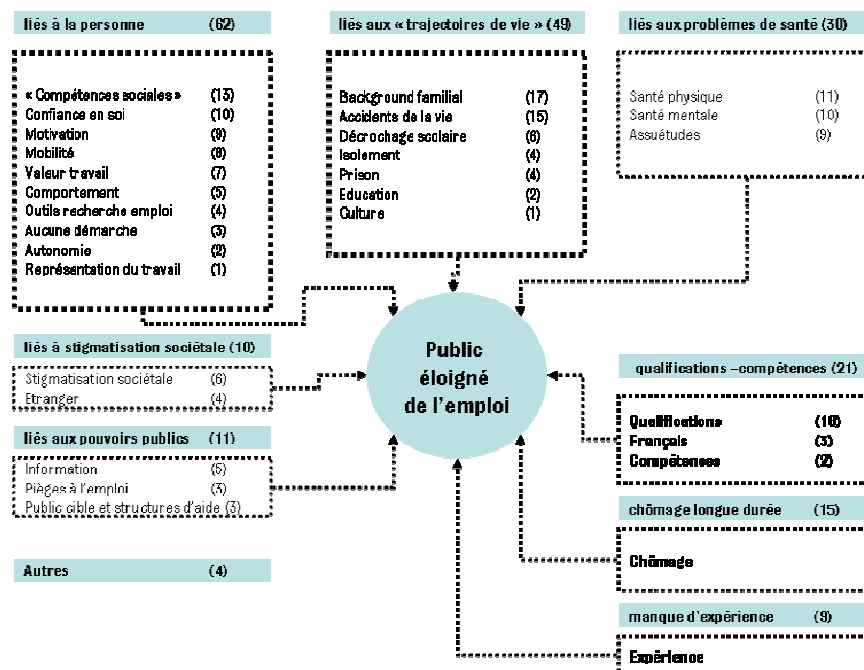 liés à la personne (62)
« Compétences sociales » (13)
Confiance en soi (10)
Motivation (9)
Mobilité (8)
Valeur travail (7)
Comportement (5)
Outils recherche emploi (4)
Aucune démarche (3)
Autonomie (2)
Représentation du travail (1)
liés aux « trajectoires de vie » (49)
Background familial (17)
Accidents de la vie (15)
Décrochage scolaire (6)
Isolement (4)
Prison (4)
Education (2)
Culture (1)
liés aux problèmes de santé (30)
Santé physique (11)
Santé mentale (10)
Assuétudes (9)
liés à stigmatisation sociétale (10)
Stigmatisation sociétale (6)
Etranger (4)
liés aux pouvoirs publics (11)
Information (5)
Pièges à l'emploi (3)
Public cible et structures d'aide (3)
Autres (4)
Public
éloigné
de l'emploi
qualifications –compétences (21)
Qualifications (16)
Français (3)
Compétences (2)
chômage longue durée (15)
Chômage
manque d'expérience (9)
Expérience